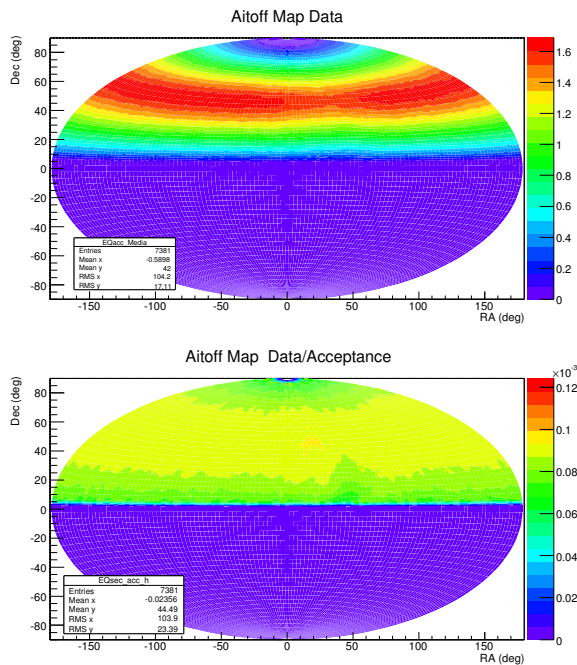 Aitoff Map Data
Dec (deg)
80
60
40
20
0
-20
-40
-60
-80
EQacc_Media
Entries 7381
Mean x -0.5898
Mean y 42
RMS x 104.2
RMS y 17.11
-150 -100 -50 0 50 100 150
RA (deg)
1.6
1.4
1.2
1
0.8
0.6
0.4
0.2
0
Aitoff Map Data/Acceptance
×10⁻³
Dec (deg)
80
60
40
20
0
-20
-40
-60
-80
EQsec_acc_h
Entries 7381
Mean x -0.02356
Mean y 44.49
RMS x 103.9
RMS y 23.39
-150 -100 -50 0 50 100 150
RA (deg)
0.12
0.1
0.08
0.06
0.04
0.02
0